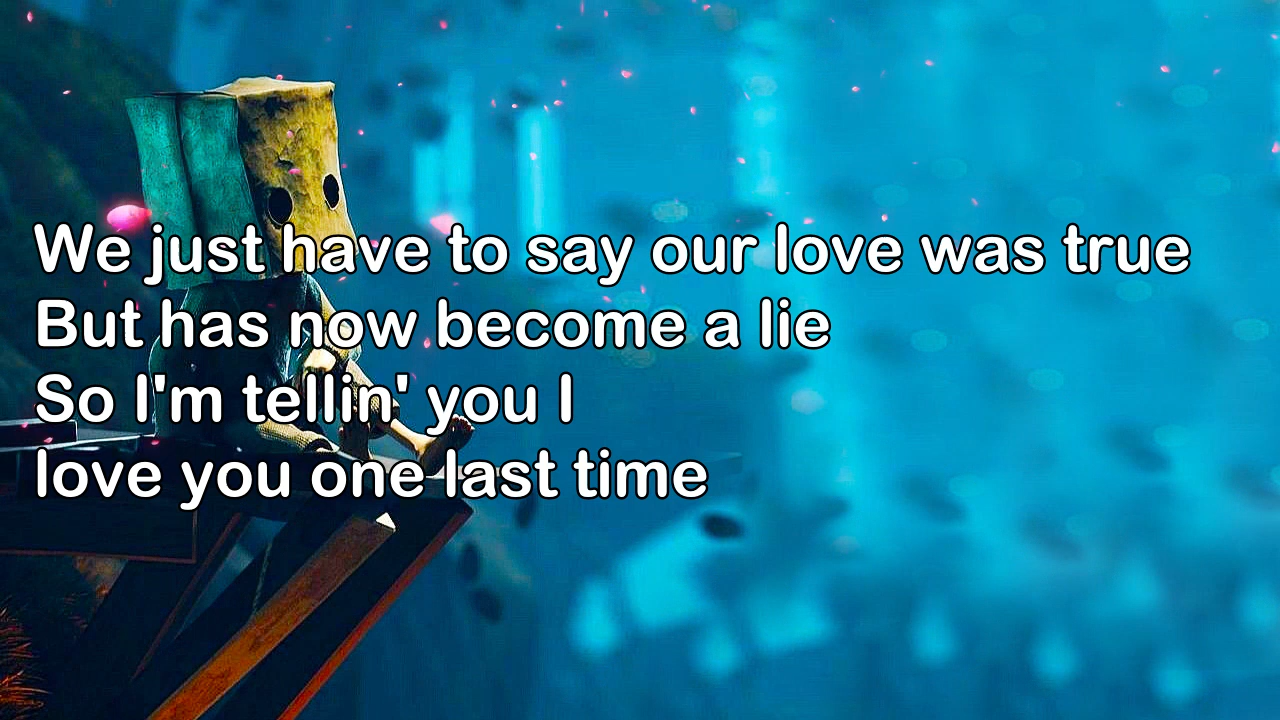 We just have to say our love was true
But has now become a lie
So I'm tellin' you I
love you one last time